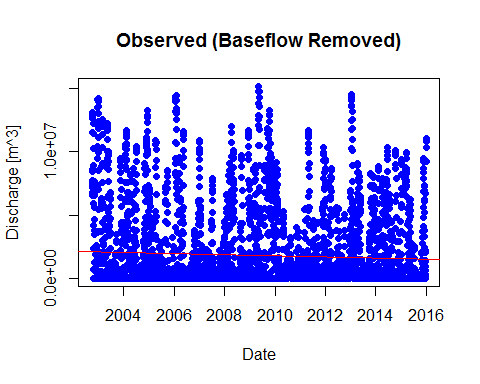 Observed (Baseflow Removed)
Discharge [m^3]
1.0e+07
0.0e+00
2004 2006 2008 2010 2012 2014 2016
Date